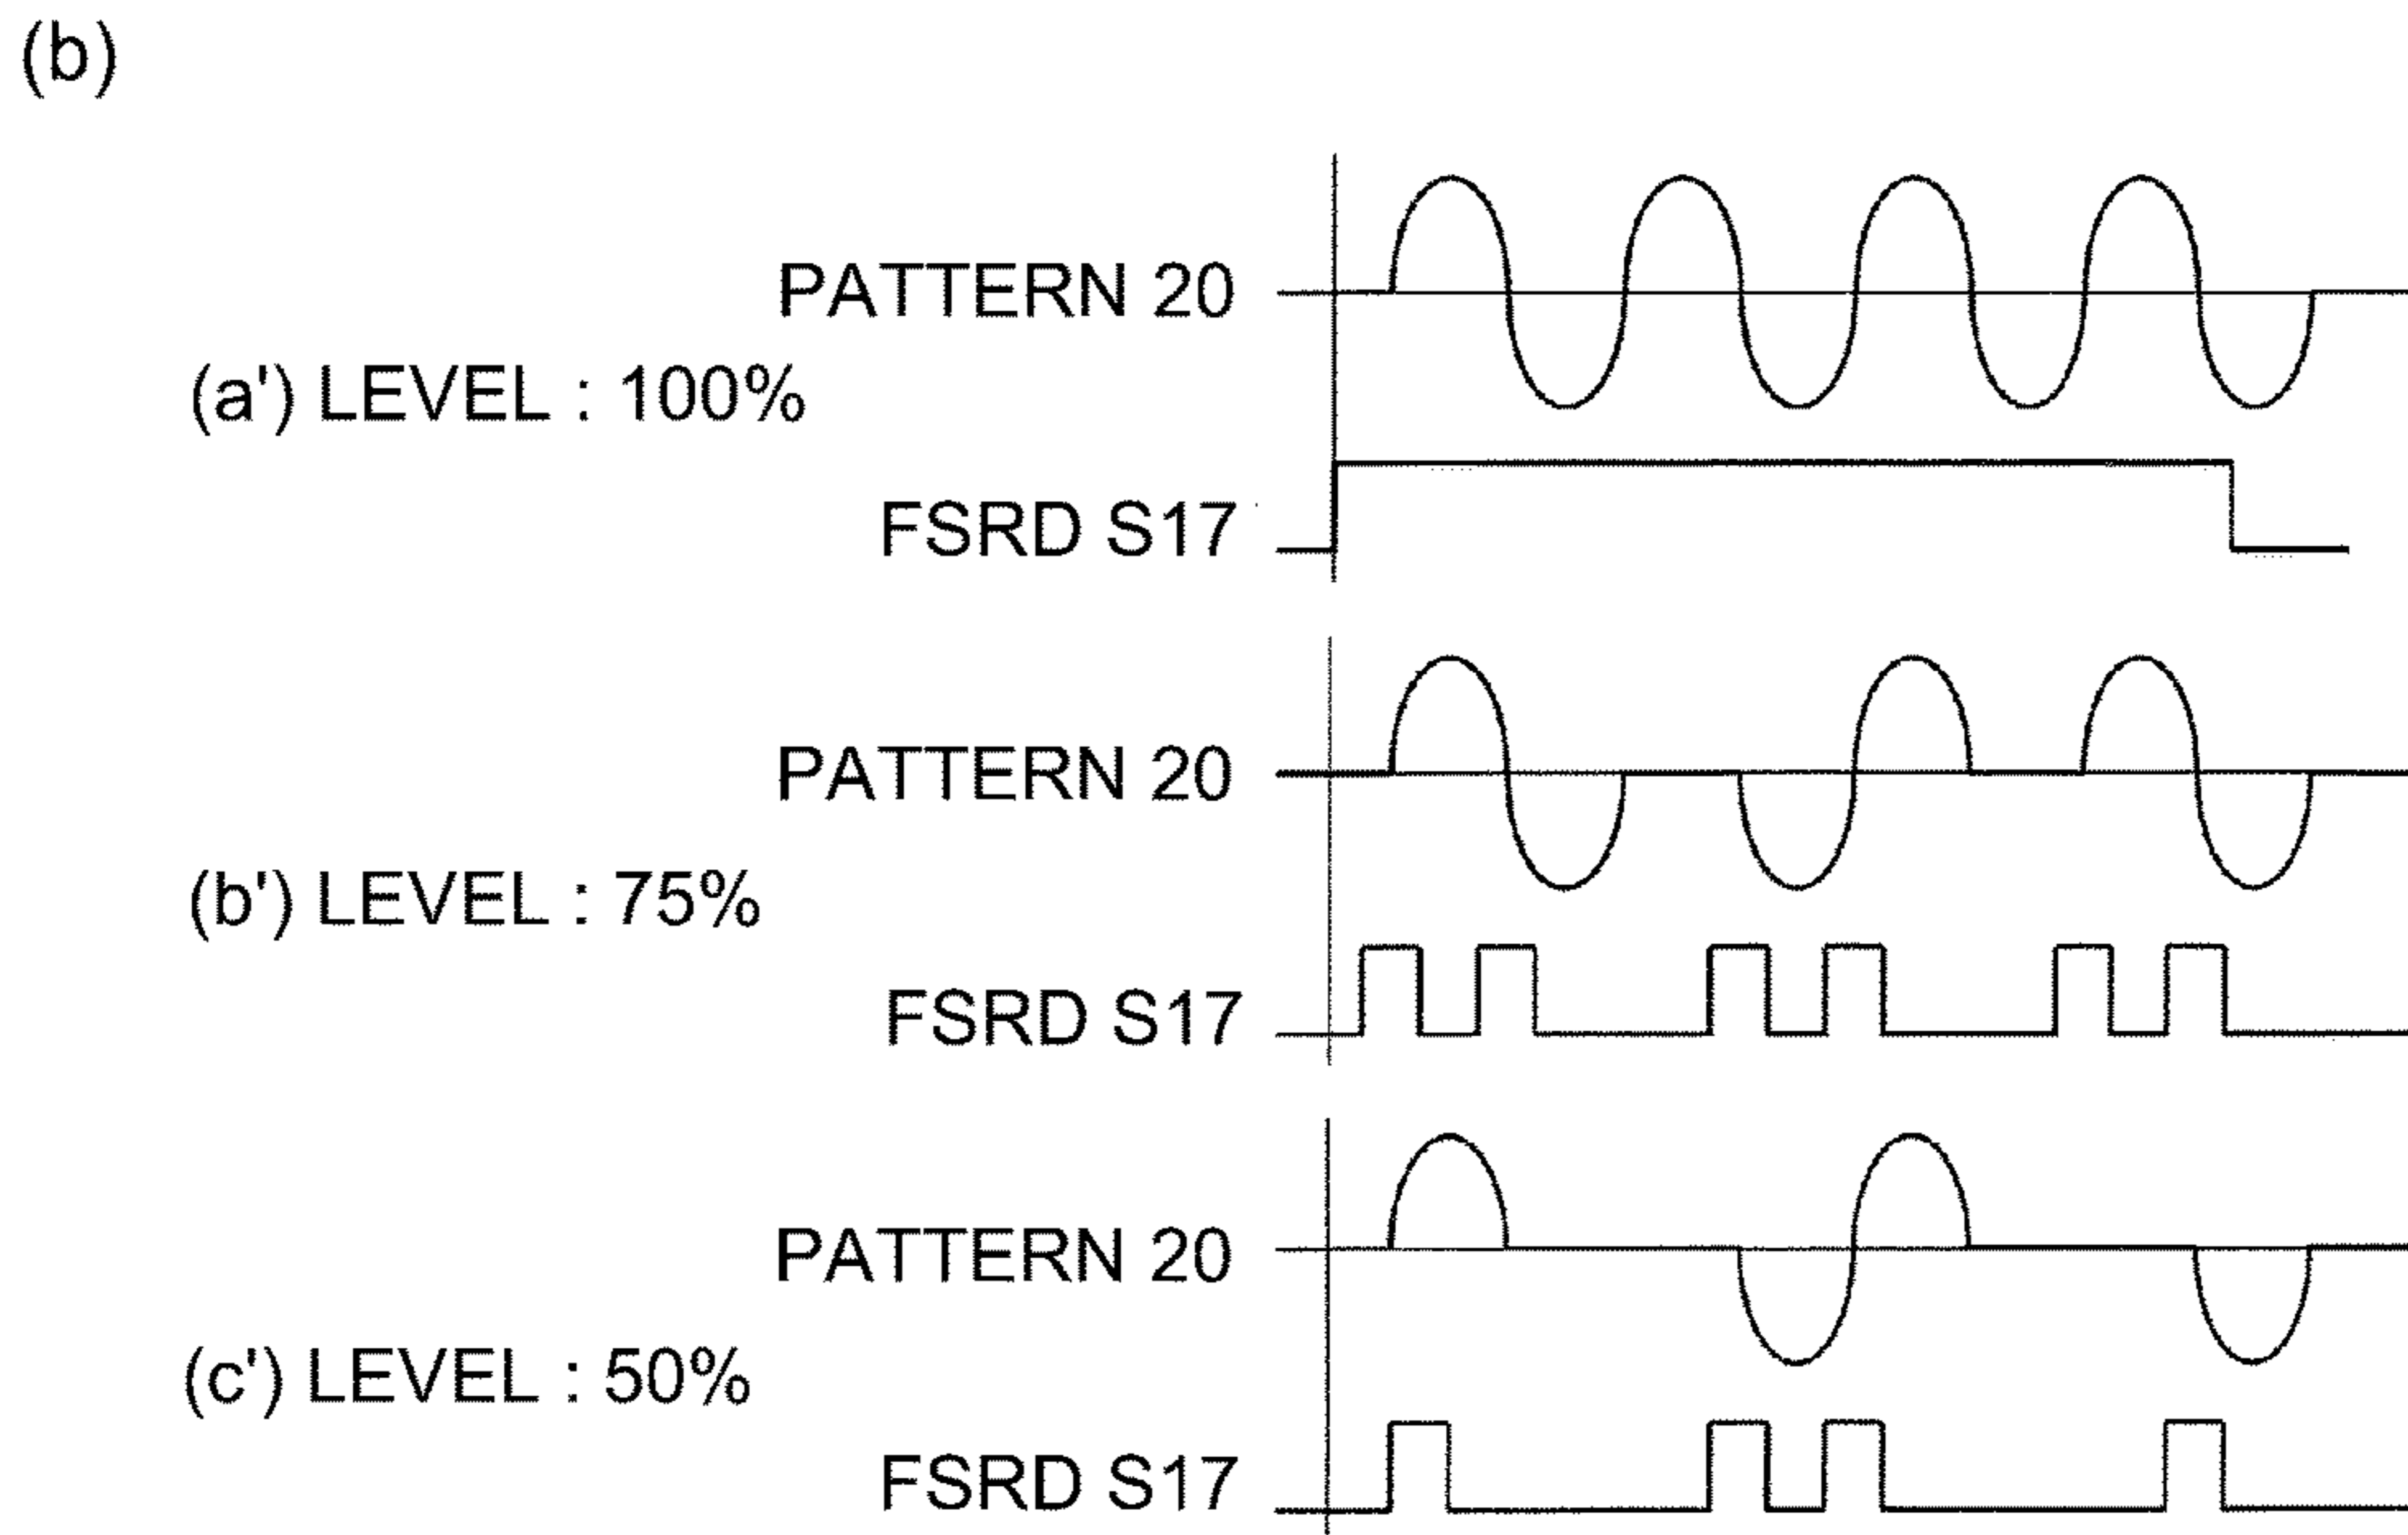 (b)
PATTERN 20
(a') LEVEL : 100%
FSRD S17
PATTERN 20
(b') LEVEL : 75%
FSRD S17
PATTERN 20
(c') LEVEL : 50%
FSRD S17